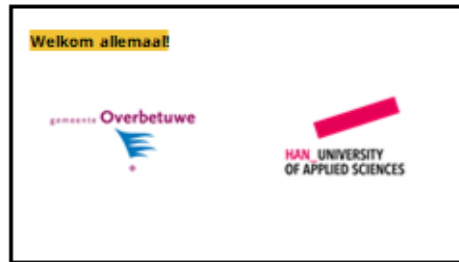 Welkom allemaal!
gemeente Overbetuwe
HAN_UNIVERSITY
OF APPLIED SCIENCES